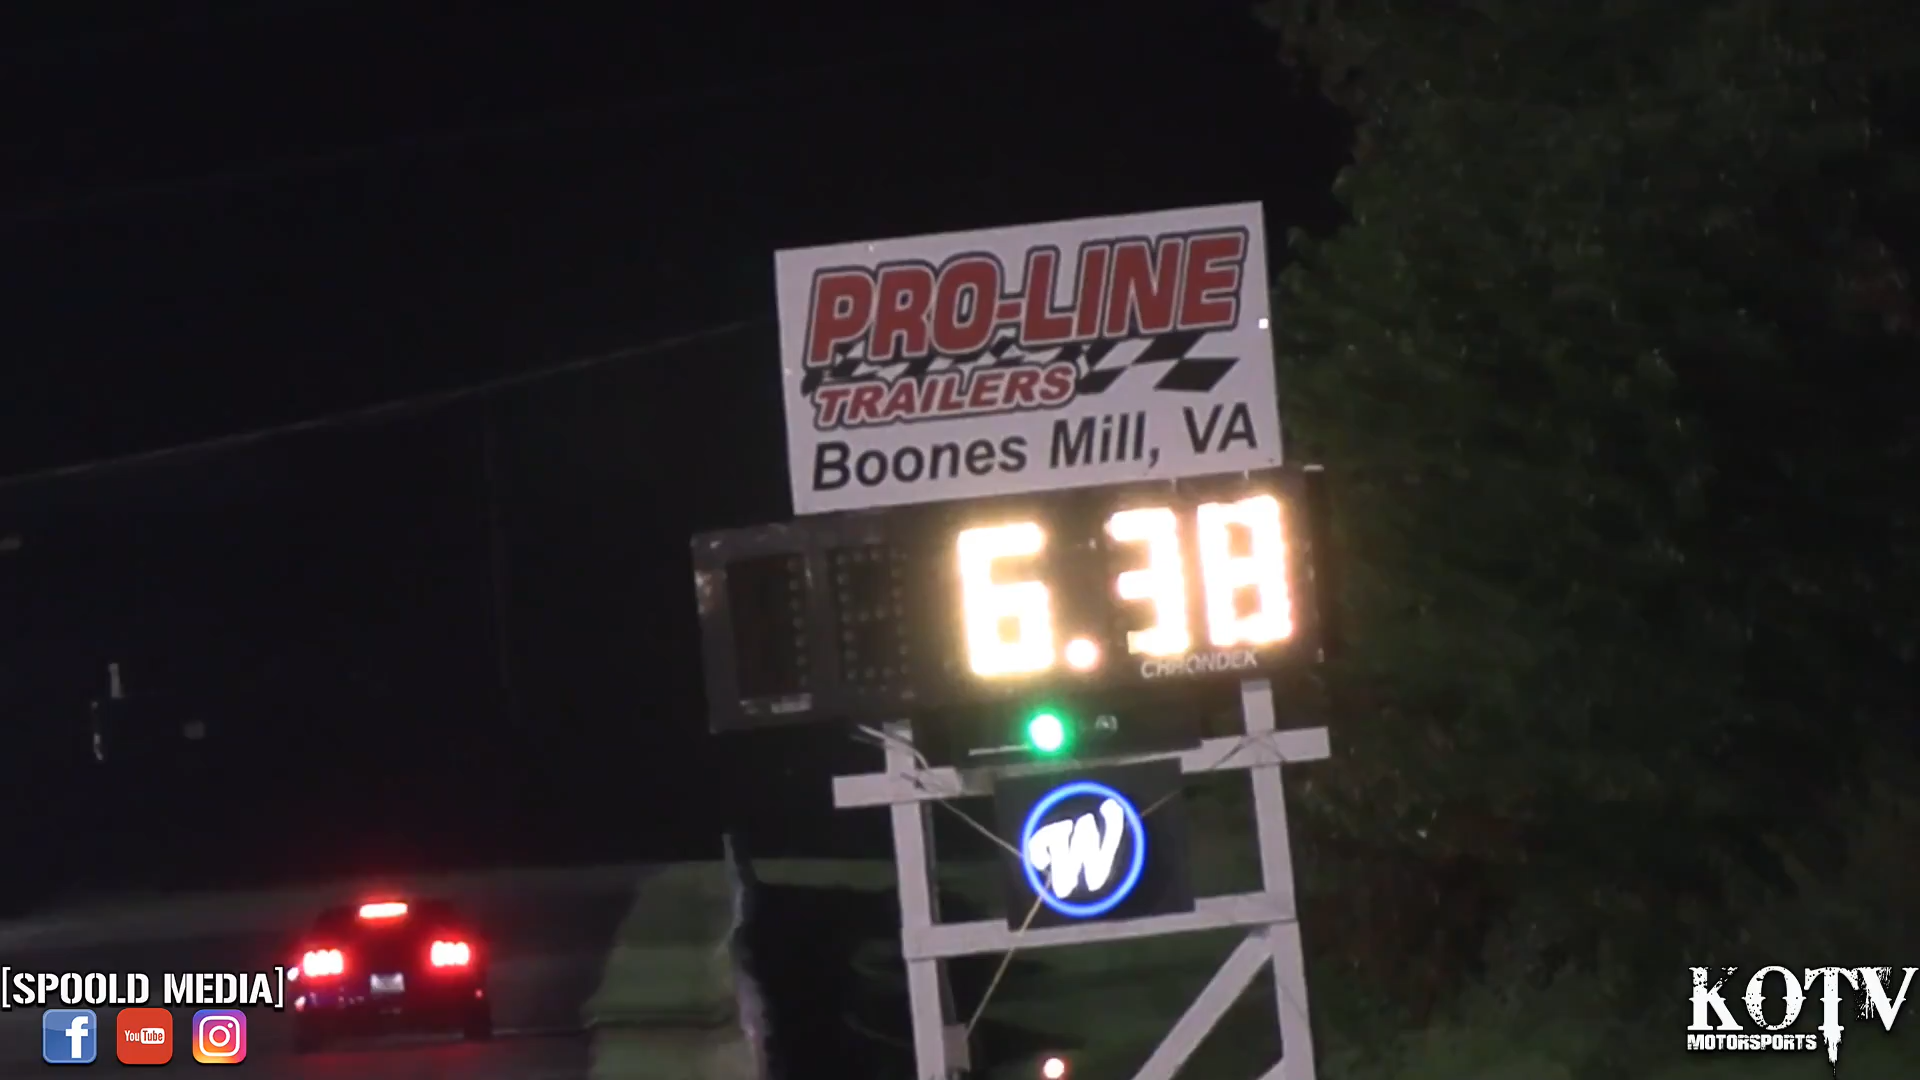 PRO-LINE
TRAILERS
Boones Mill, VA
6.38
CHRONDEK
W
[SPOOLD MEDIA]
f
YouTube
KOTV
MOTORSPORTS